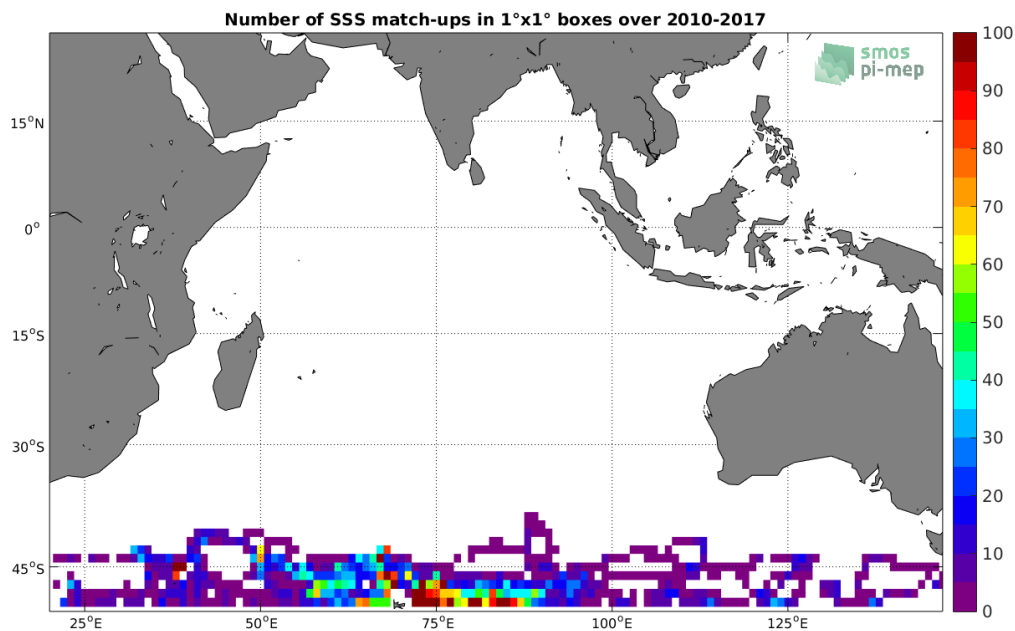 Number of SSS match-ups in 1°x1° boxes over 2010-2017
smos
pi-mep
100
90
80
70
60
50
40
30
20
10
0
15°N
0°
15°S
30°S
45°S
25°E
50°E
75°E
100°E
125°E